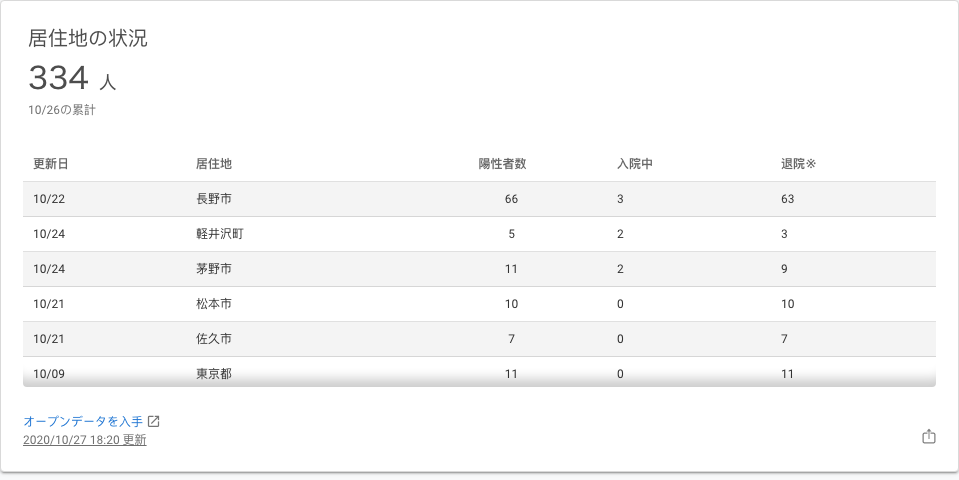 居住地の状況
334 人
10/26の累計
更新日 居住地 陽性者数 入院中 退院※
10/22 長野市 66 3 63
10/24 軽井沢町 5 2 3
10/24 茅野市 11 2 9
10/21 松本市 10 0 10
10/21 佐久市 7 0 7
10/09 東京都 11 0 11
オープンデータを入手
2020/10/27 18:20 更新